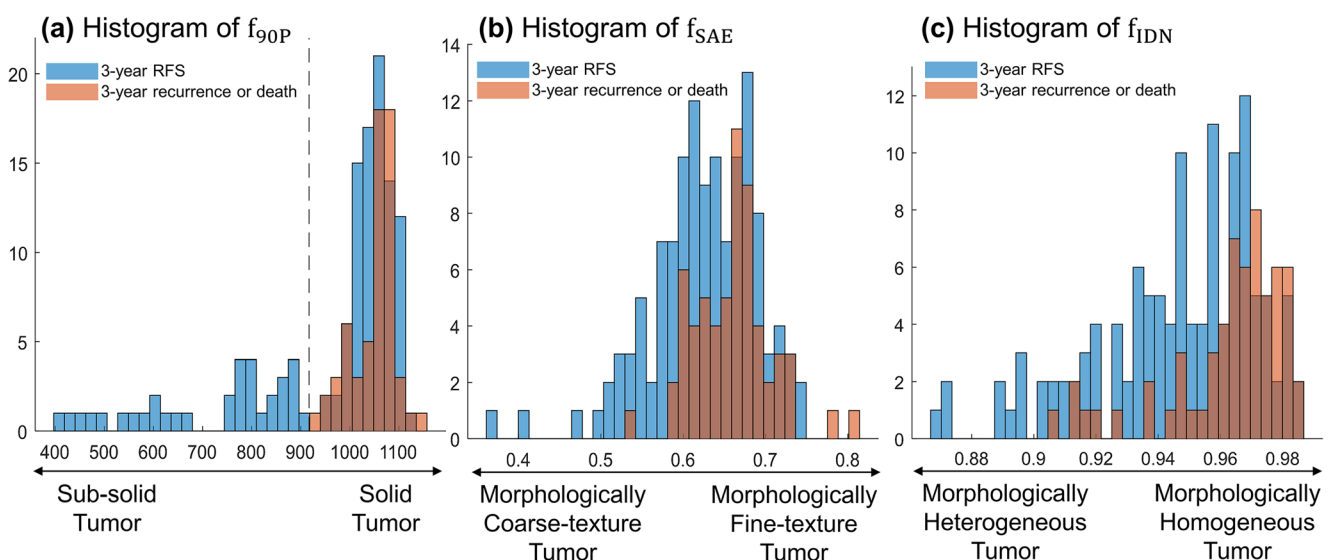 (a) Histogram of f90P
3-year RFS
3-year recurrence or death
20
15
10
5
0
400 500 600 700 800 900 1000 1100
Sub-solid
Tumor
Solid
Tumor
(b) Histogram of fSAE
3-year RFS
3-year recurrence or death
14
12
10
8
6
4
2
0
0.4 0.5 0.6 0.7 0.8
Morphologically
Coarse-texture
Tumor
Morphologically
Fine-texture
Tumor
(c) Histogram of fIDN
3-year RFS
3-year recurrence or death
12
10
8
6
4
2
0
0.88 0.9 0.92 0.94 0.96 0.98
Morphologically
Heterogeneous
Tumor
Morphologically
Homogeneous
Tumor